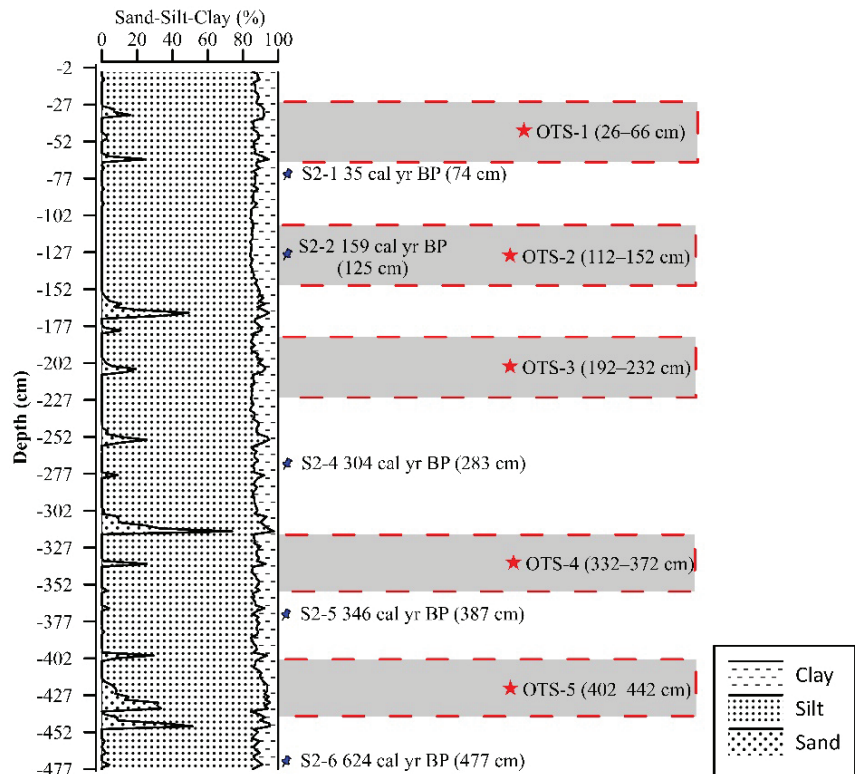 Sand-Silt-Clay (%)
0 20 40 60 80 100
Depth (cm)
-2
-27
-52
-77
-102
-127
-152
-177
-202
-227
-252
-277
-302
-327
-352
-377
-402
-427
-452
-477
OTS-1 (26–66 cm)
S2-1 35 cal yr BP (74 cm)
S2-2 159 cal yr BP
(125 cm)
OTS-2 (112–152 cm)
OTS-3 (192–232 cm)
S2-4 304 cal yr BP (283 cm)
OTS-4 (332–372 cm)
S2-5 346 cal yr BP (387 cm)
OTS-5 (402–442 cm)
S2-6 624 cal yr BP (477 cm)
Clay
Silt
Sand